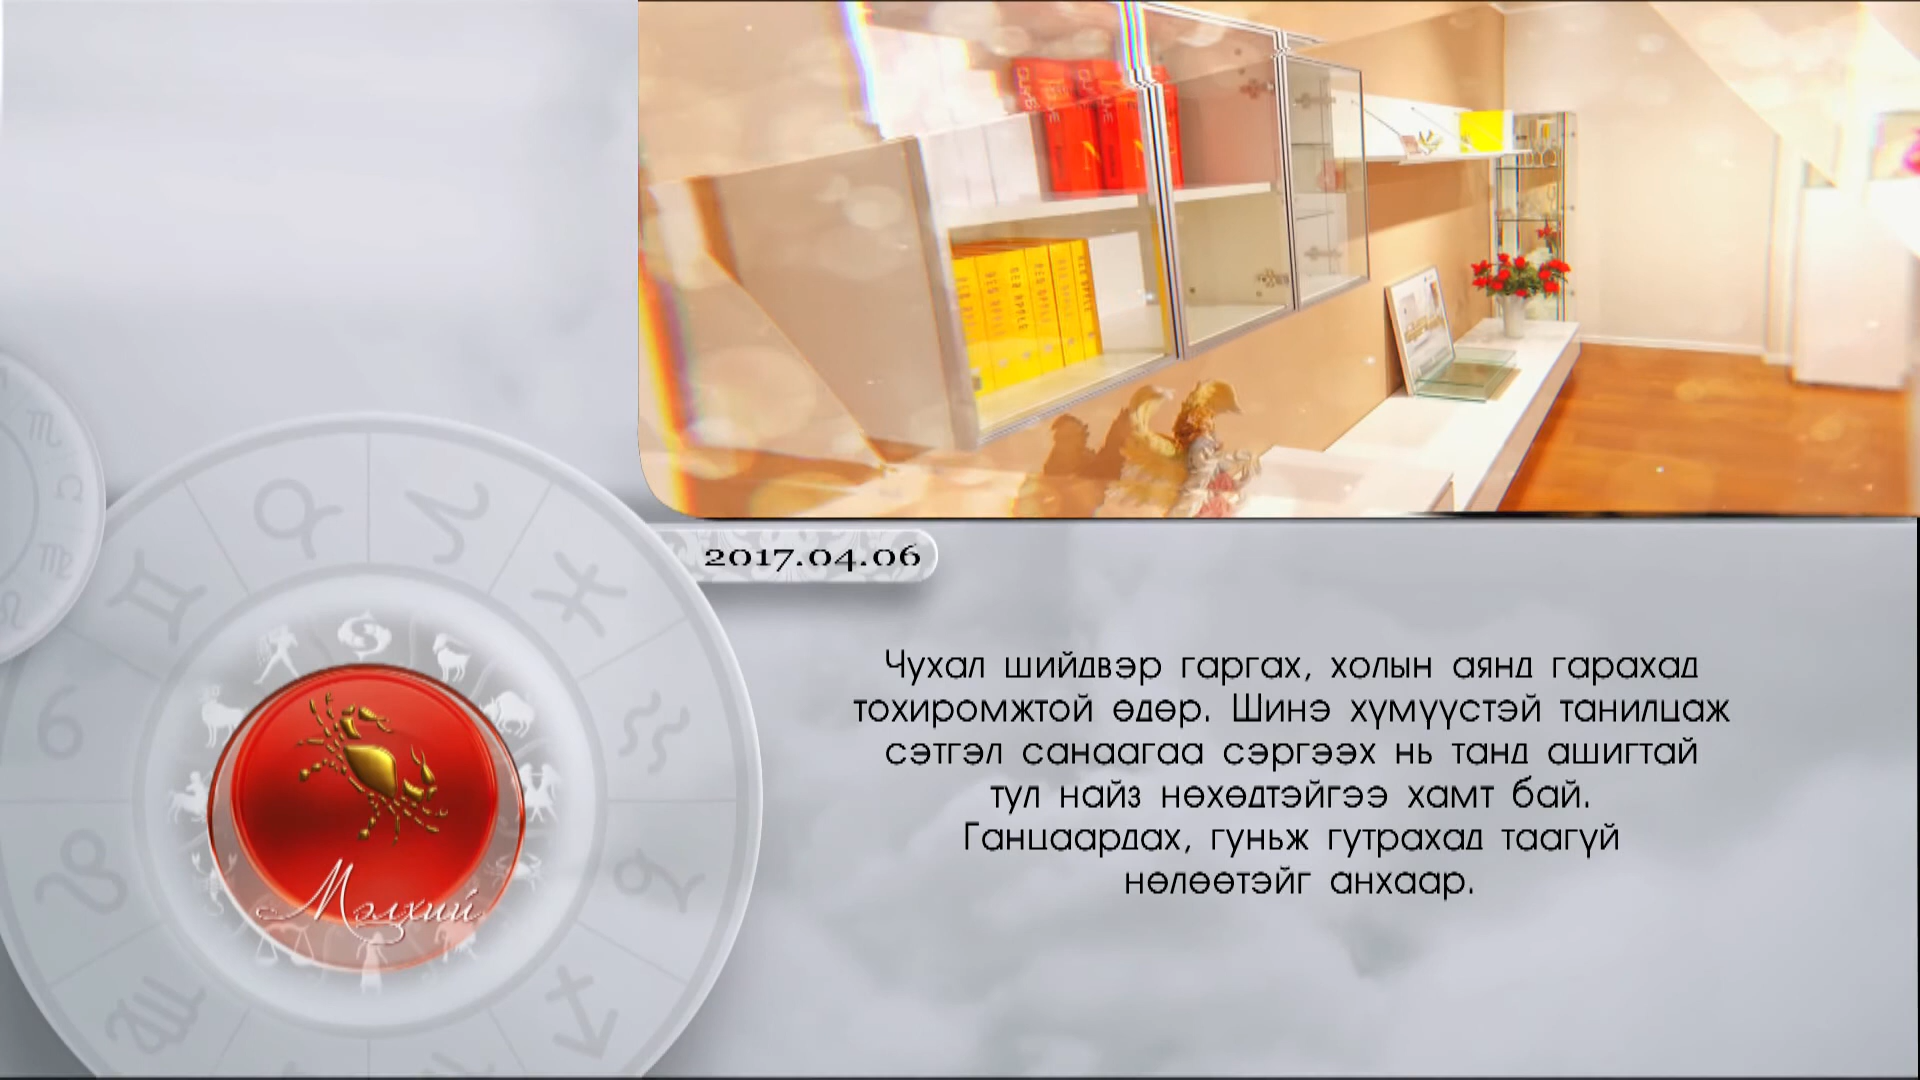 2017.04.06
Чухал шийдвэр гаргах, холын аянд гарахад
тохиромжтой өдөр. Шинэ хүмүүстэй танилцаж
сэтгэл санаагаа сэргээх нь танд ашигтай
тул найз нөхөдтэйгээ хамт бай.
Ганцаардах, гуньж гутрахад таагүй
нөлөөтэйг анхаар.
Мэлхий